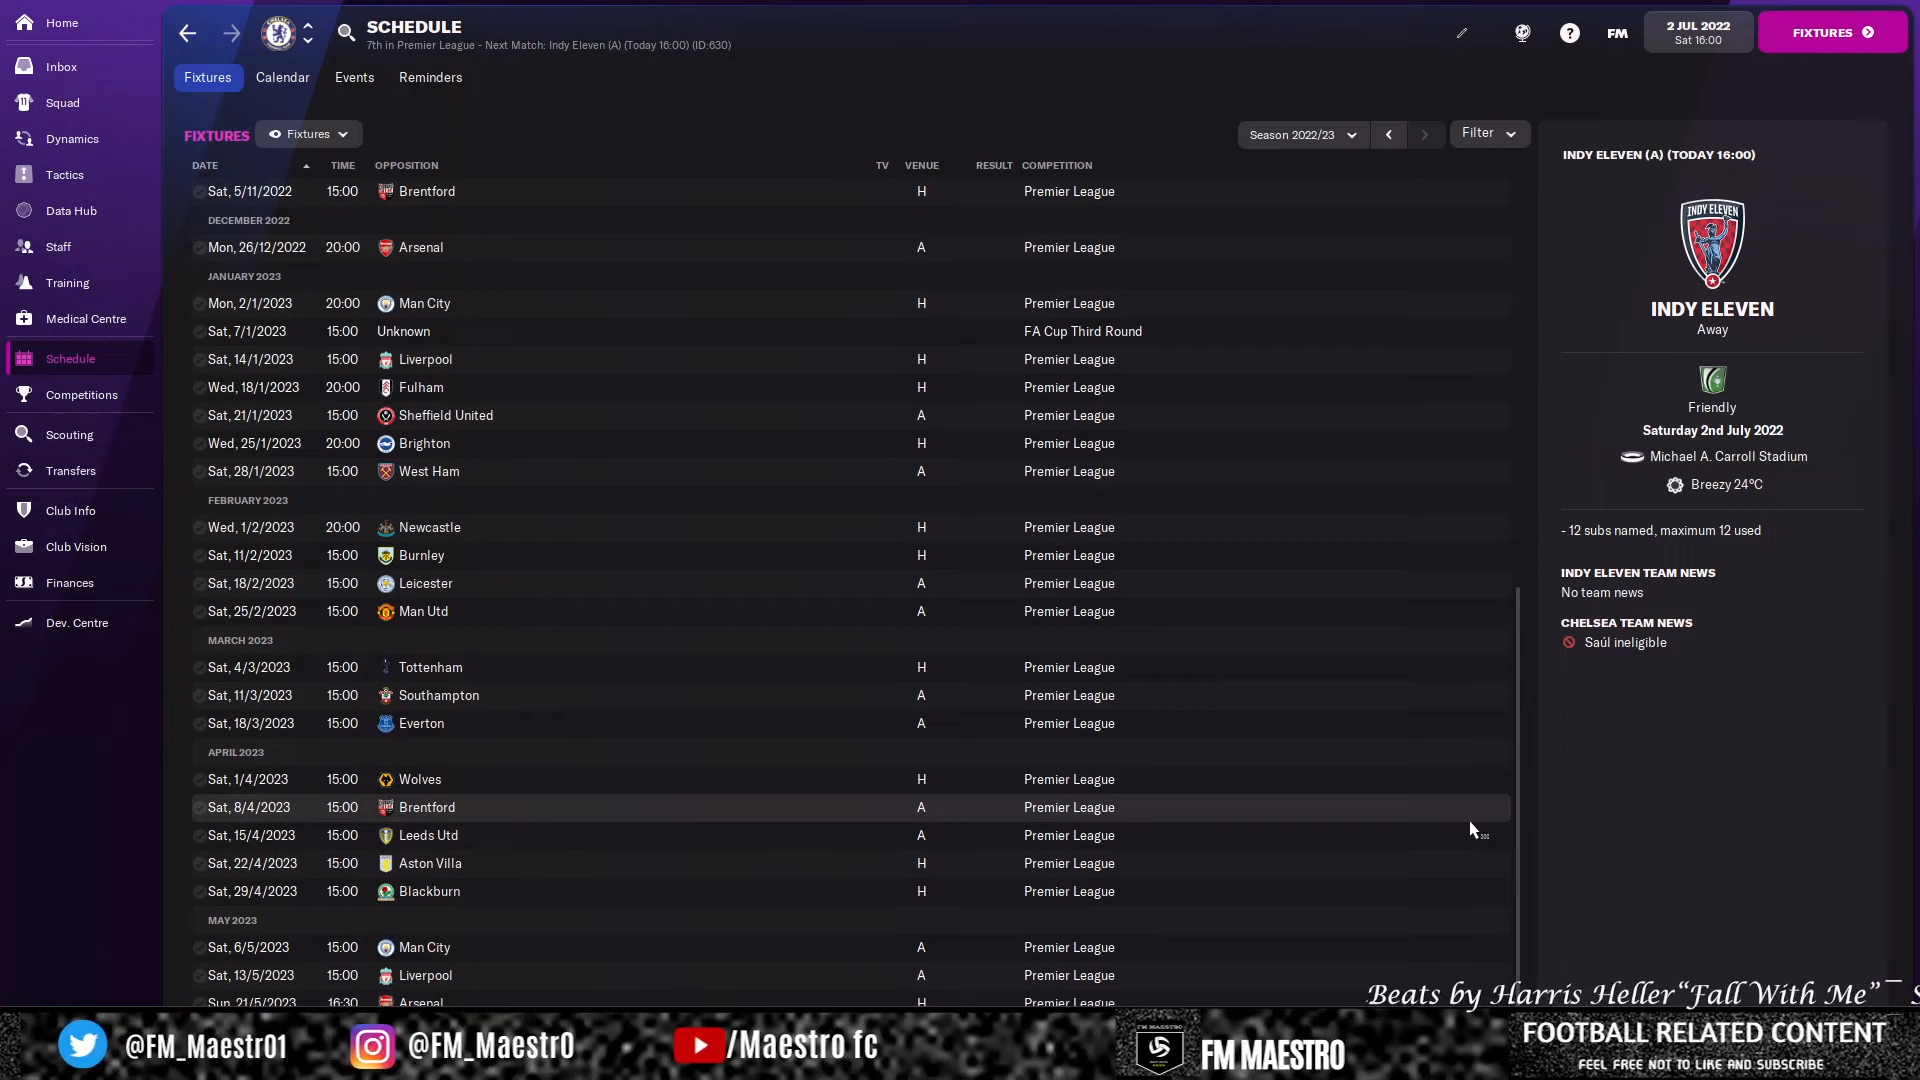 Home
Inbox
Squad
Dynamics
Tactics
Data Hub
Staff
Training
Medical Centre
Schedule
Competitions
Scouting
Transfers
Club Info
Club Vision
Finances
Dev. Centre
SCHEDULE
7th in Premier League - Next Match: Indy Eleven (A) (Today 16:00) (ID:630)
? FM
2 JUL 2022
Sat 16:00
FIXTURES
Fixtures Calendar Events Reminders
FIXTURES Fixtures Season 2022/23 Filter
DATE TIME OPPOSITION TV VENUE RESULT COMPETITION
Sat, 5/11/2022 15:00 Brentford H Premier League
DECEMBER 2022
Mon, 26/12/2022 20:00 Arsenal A Premier League
JANUARY 2023
Mon, 2/1/2023 20:00 Man City H Premier League
Sat, 7/1/2023 15:00 Unknown FA Cup Third Round
Sat, 14/1/2023 15:00 Liverpool H Premier League
Wed, 18/1/2023 20:00 Fulham H Premier League
Sat, 21/1/2023 15:00 Sheffield United A Premier League
Wed, 25/1/2023 20:00 Brighton H Premier League
Sat, 28/1/2023 15:00 West Ham A Premier League
FEBRUARY 2023
Wed, 1/2/2023 20:00 Newcastle H Premier League
Sat, 11/2/2023 15:00 Burnley H Premier League
Sat, 18/2/2023 15:00 Leicester A Premier League
Sat, 25/2/2023 15:00 Man Utd A Premier League
MARCH 2023
Sat, 4/3/2023 15:00 Tottenham H Premier League
Sat, 11/3/2023 15:00 Southampton A Premier League
Sat, 18/3/2023 15:00 Everton A Premier League
APRIL 2023
Sat, 1/4/2023 15:00 Wolves H Premier League
Sat, 8/4/2023 15:00 Brentford A Premier League
Sat, 15/4/2023 15:00 Leeds Utd A Premier League
Sat, 22/4/2023 15:00 Aston Villa H Premier League
Sat, 29/4/2023 15:00 Blackburn H Premier League
MAY 2023
Sat, 6/5/2023 15:00 Man City A Premier League
Sat, 13/5/2023 15:00 Liverpool A Premier League
Sun, 21/5/2023 16:30 Arsenal H Premier League
INDY ELEVEN (A) (TODAY 16:00)
INDY ELEVEN
INDY ELEVEN
Away
Friendly
Saturday 2nd July 2022
Michael A. Carroll Stadium
Breezy 24ºC
- 12 subs named, maximum 12 used
INDY ELEVEN TEAM NEWS
No team news
CHELSEA TEAM NEWS
Saúl ineligible
Beats by Harris Heller "Fall With Me" – S
@FM_Maestr01
@FM_Maestr0
/Maestro fc
FM MAESTRO
FM MAESTRO
FOOTBALL RELATED CONTENT
FEEL FREE NOT TO LIKE AND SUBSCRIBE